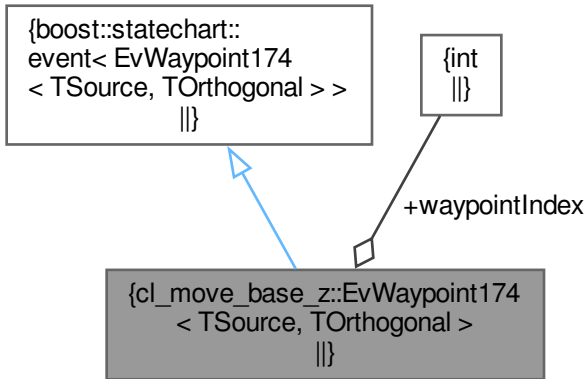 {boost::statechart::
event< EvWaypoint174
< TSource, TOrthogonal > >
||}
{int
||}
+waypointIndex
{cl_move_base_z::EvWaypoint174
< TSource, TOrthogonal >
||}